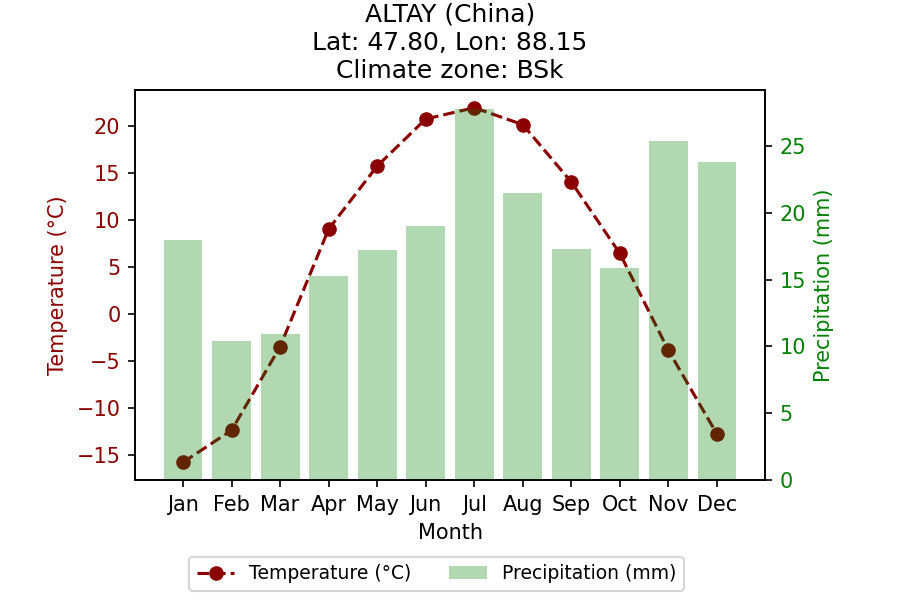 ALTAY (China)
Lat: 47.80, Lon: 88.15
Climate zone: BSk
Temperature (°C)
20
15
10
5
0
−5
−10
−15
25
20
15
10
5
0
Precipitation (mm)
Jan Feb Mar Apr May Jun Jul Aug Sep Oct Nov Dec
Month
Temperature (°C) Precipitation (mm)